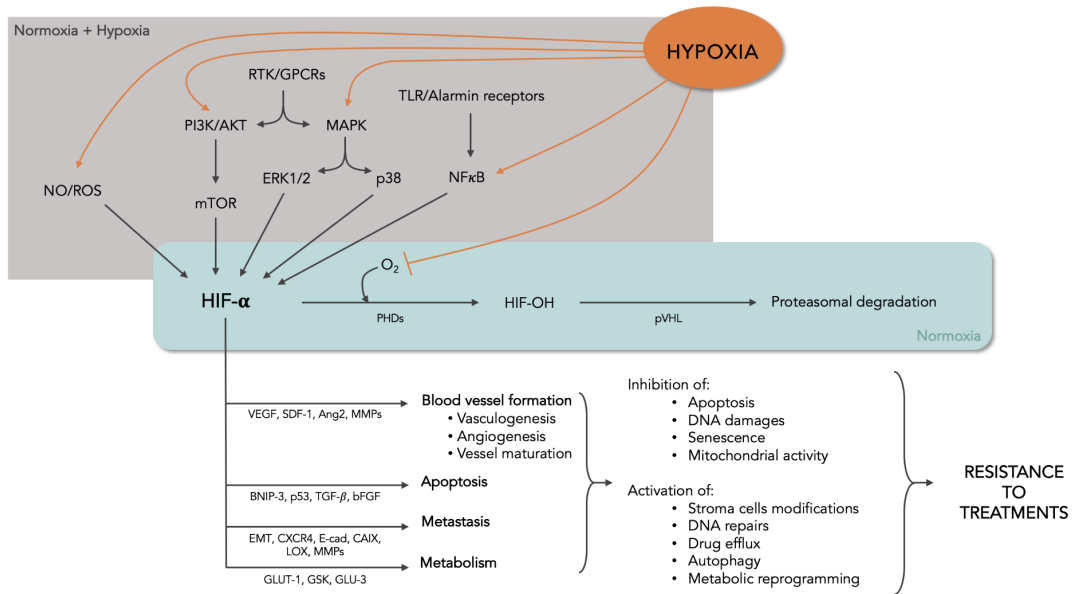 Normoxia + Hypoxia
HYPOXIA
RTK/GPCRs
TLR/Alarmin receptors
PI3K/AKT
MAPK
NO/ROS
ERK1/2
p38
NFκB
mTOR
O₂
HIF-α
HIF-OH
Proteasomal degradation
PHDs
pVHL
Normoxia
VEGF, SDF-1, Ang2, MMPs
Blood vessel formation
• Vasculogenesis
• Angiogenesis
• Vessel maturation
BNIP-3, p53, TGF-β, bFGF
Apoptosis
EMT, CXCR4, E-cad, CAIX,
LOX, MMPs
Metastasis
GLUT-1, GSK, GLU-3
Metabolism
Inhibition of:
• Apoptosis
• DNA damages
• Senescence
• Mitochondrial activity
Activation of:
• Stroma cells modifications
• DNA repairs
• Drug efflux
• Autophagy
• Metabolic reprogramming
RESISTANCE
TO
TREATMENTS